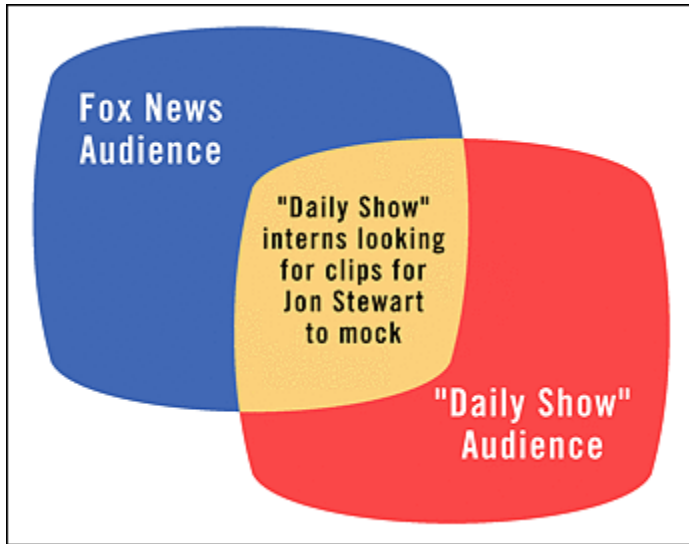 Fox News
Audience
"Daily Show"
interns looking
for clips for
Jon Stewart
to mock
"Daily Show"
Audience